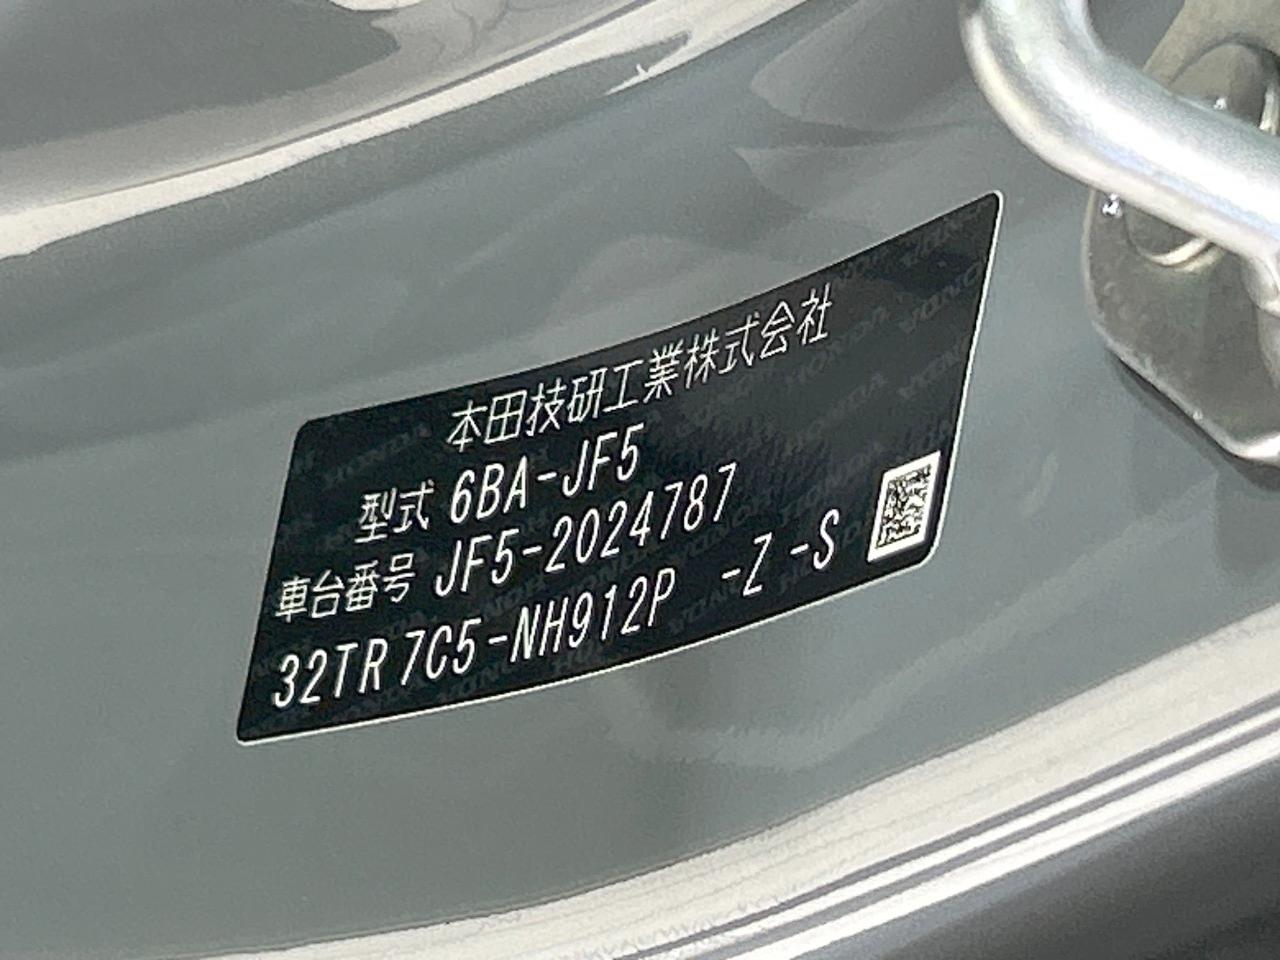 本田技研工業株式会社
型式 6BA-JF5
車台番号 JF5-2024787
32TR 7C5-NH912P -Z -S